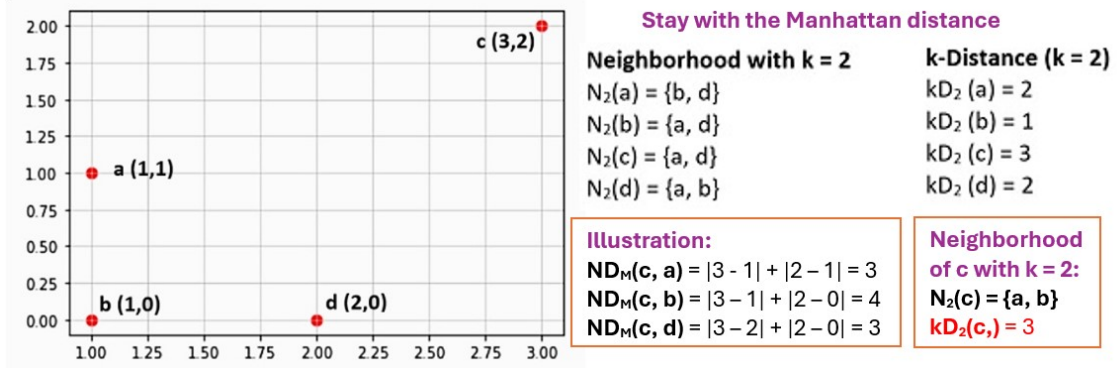 2.00
1.75
1.50
1.25
1.00
0.75
0.50
0.25
0.00
1.00 1.25 1.50 1.75 2.00 2.25 2.50 2.75 3.00
c (3,2)
a (1,1)
b (1,0)
d (2,0)
Stay with the Manhattan distance
Neighborhood with k = 2
N₂(a) = {b, d}
N₂(b) = {a, d}
N₂(c) = {a, d}
N₂(d) = {a, b}
k-Distance (k = 2)
kD₂ (a) = 2
kD₂ (b) = 1
kD₂ (c) = 3
kD₂ (d) = 2
Illustration:
NDM(c, a) = |3 - 1| + |2 – 1| = 3
NDM(c, b) = |3 – 1| + |2 – 0| = 4
NDM(c, d) = |3 – 2| + |2 – 0| = 3
Neighborhood
of c with k = 2:
N₂(c) = {a, b}
kD₂(c,) = 3